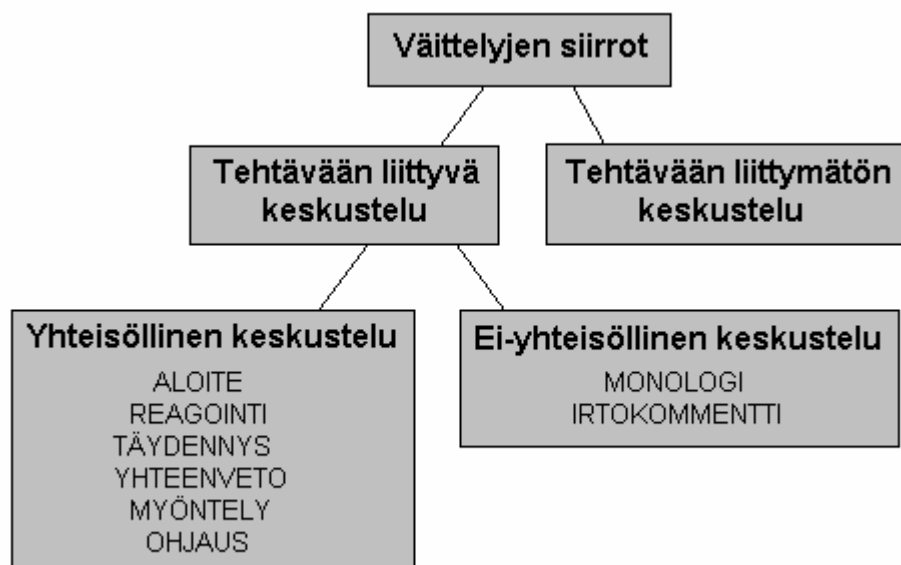 Väittelyjen siirrot
Tehtävään liittyvä
keskustelu
Tehtävään liittymätön
keskustelu
Yhteisöllinen keskustelu
ALOITE
REAGOINTI
TÄYDENNYS
YHTEENVETO
MYÖNTELY
OHJAUS
Ei-yhteisöllinen keskustelu
MONOLOGI
IRTOKOMMENTTI